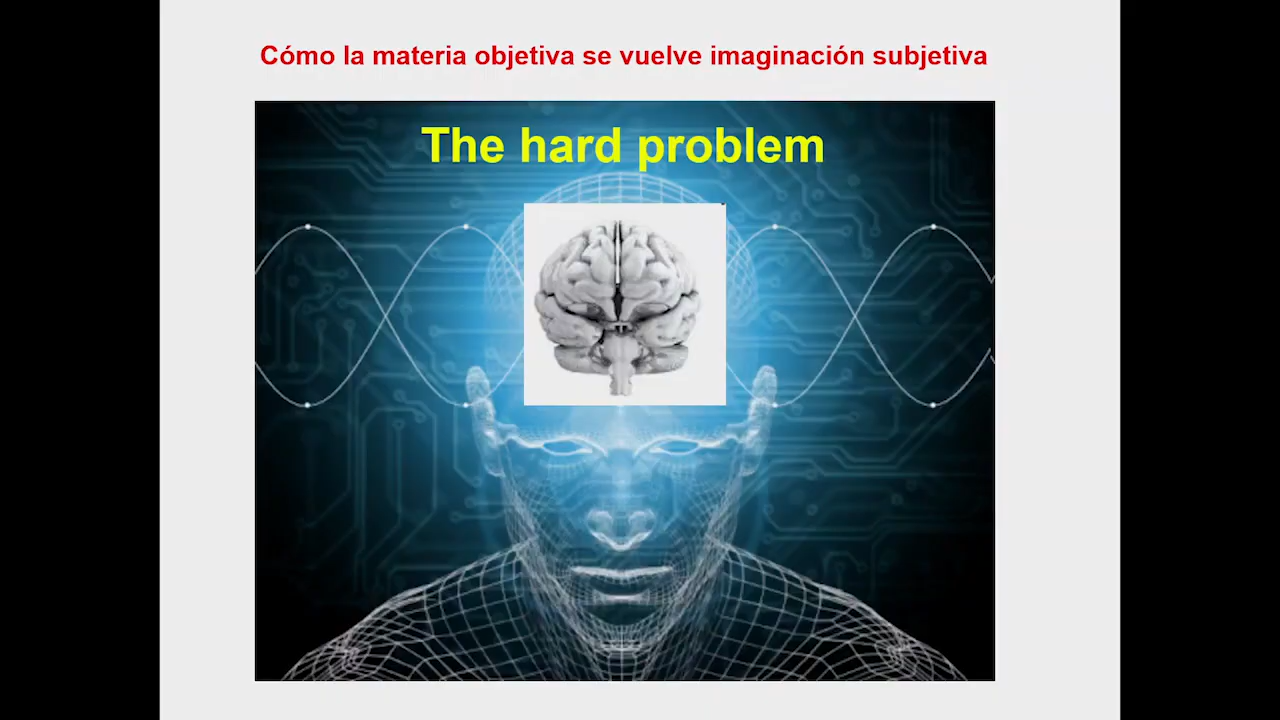 Cómo la materia objetiva se vuelve imaginación subjetiva
The hard problem